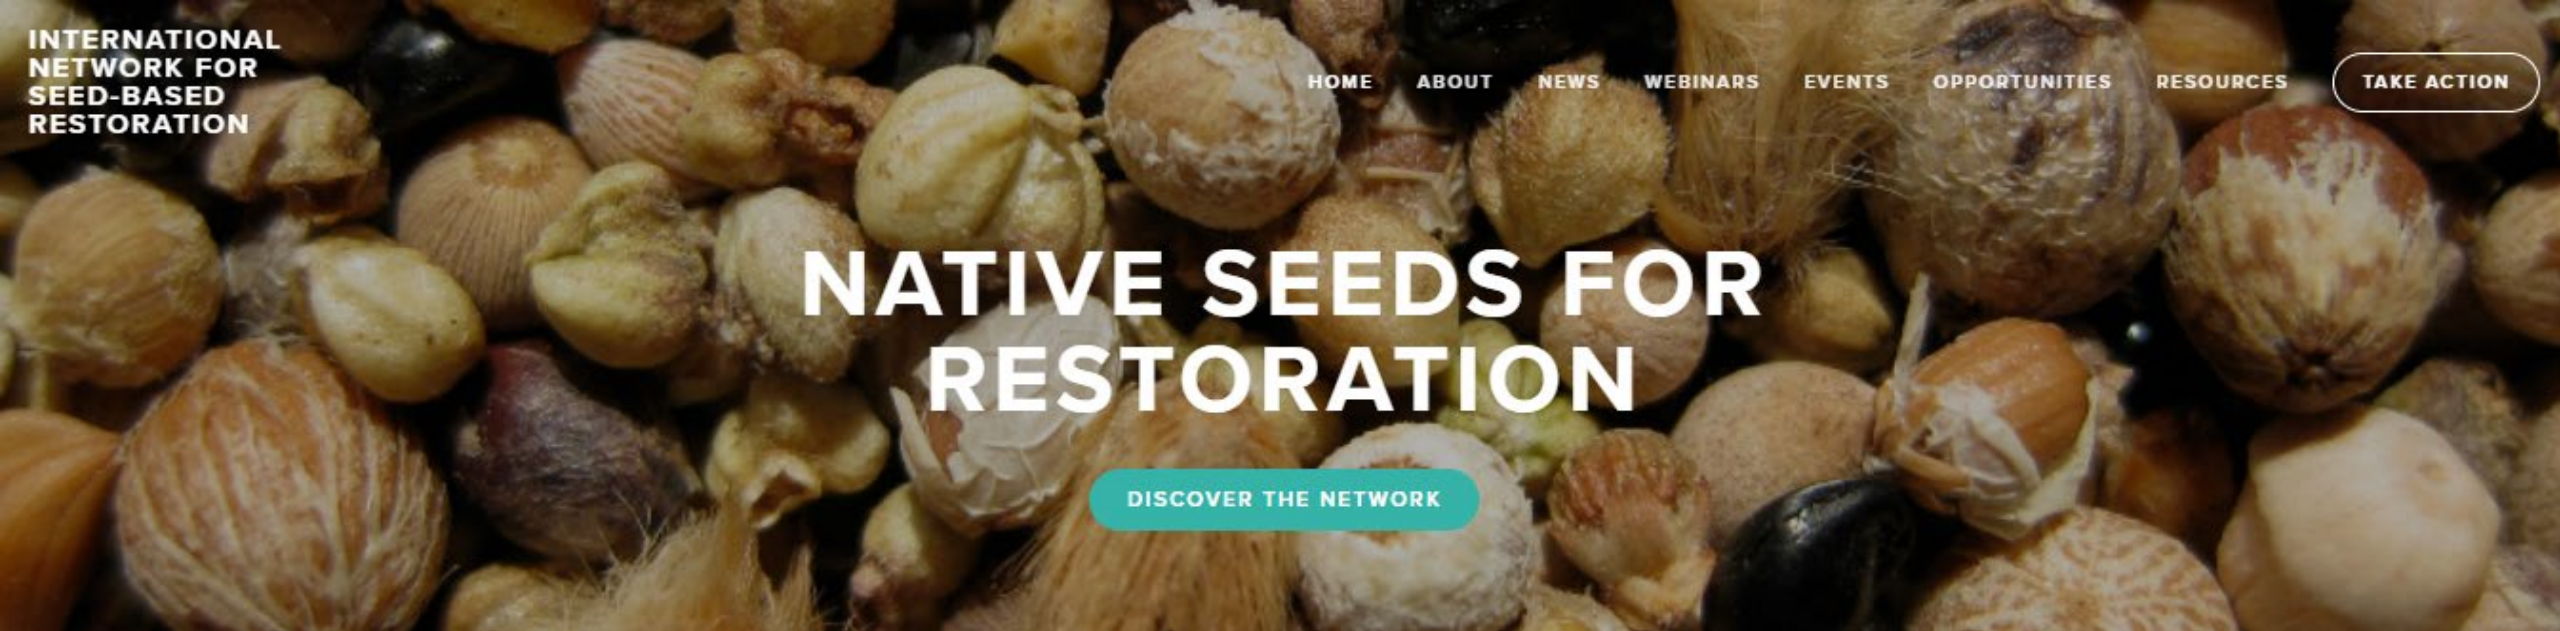 INTERNATIONAL
NETWORK FOR
SEED-BASED
RESTORATION
HOME ABOUT NEWS WEBINARS EVENTS OPPORTUNITIES RESOURCES TAKE ACTION
NATIVE SEEDS FOR
RESTORATION
DISCOVER THE NETWORK